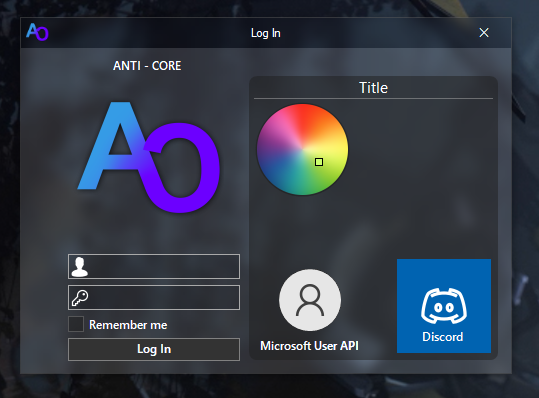 AO
Log In
ANTI - CORE
AO
Title
Remember me
Log In
Microsoft User API
Discord